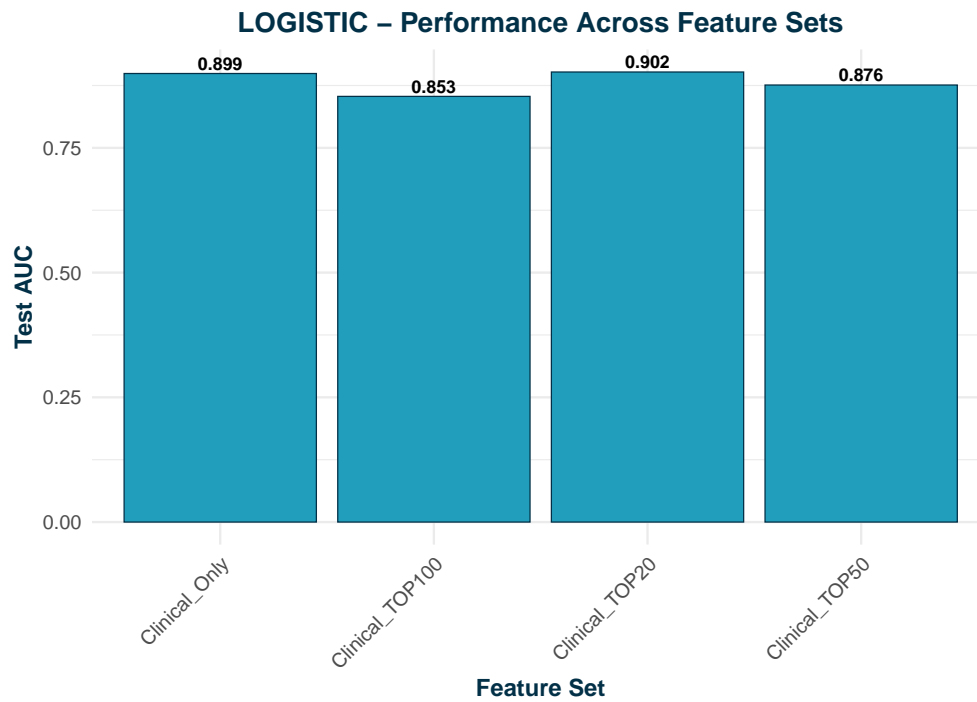 LOGISTIC – Performance Across Feature Sets
0.899
0.853
0.902
0.876
Test AUC
0.75
0.50
0.25
0.00
Clinical_Only
Clinical_TOP100
Clinical_TOP20
Clinical_TOP50
Feature Set